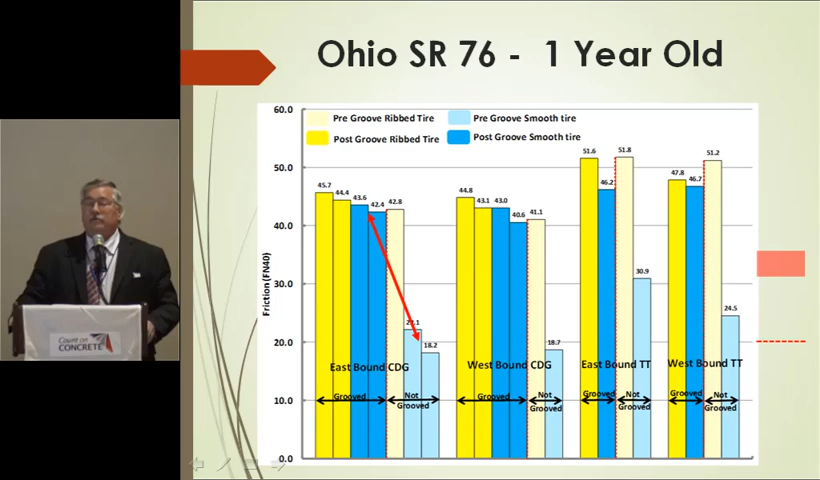 Ohio SR 76 - 1 Year Old
60.0
50.0
40.0
30.0
20.0
10.0
0.0
Friction(FN40)
Pre Groove Ribbed Tire
Pre Groove Smooth tire
Post Groove Ribbed Tire
Post Groove Smooth tire
45.7
44.4
43.6
42.4
42.8
18.2
44.8
43.1
43.0
40.6
41.1
18.7
51.6
46.2
51.8
30.9
47.8
46.7
51.2
24.5
East Bound CDG
West Bound CDG
East Bound TT
West Bound TT
Grooved
Not
Grooved
Grooved
Not
Grooved
Grooved
Not
Grooved
Grooved
Not
Grooved
Count on
CONCRETE